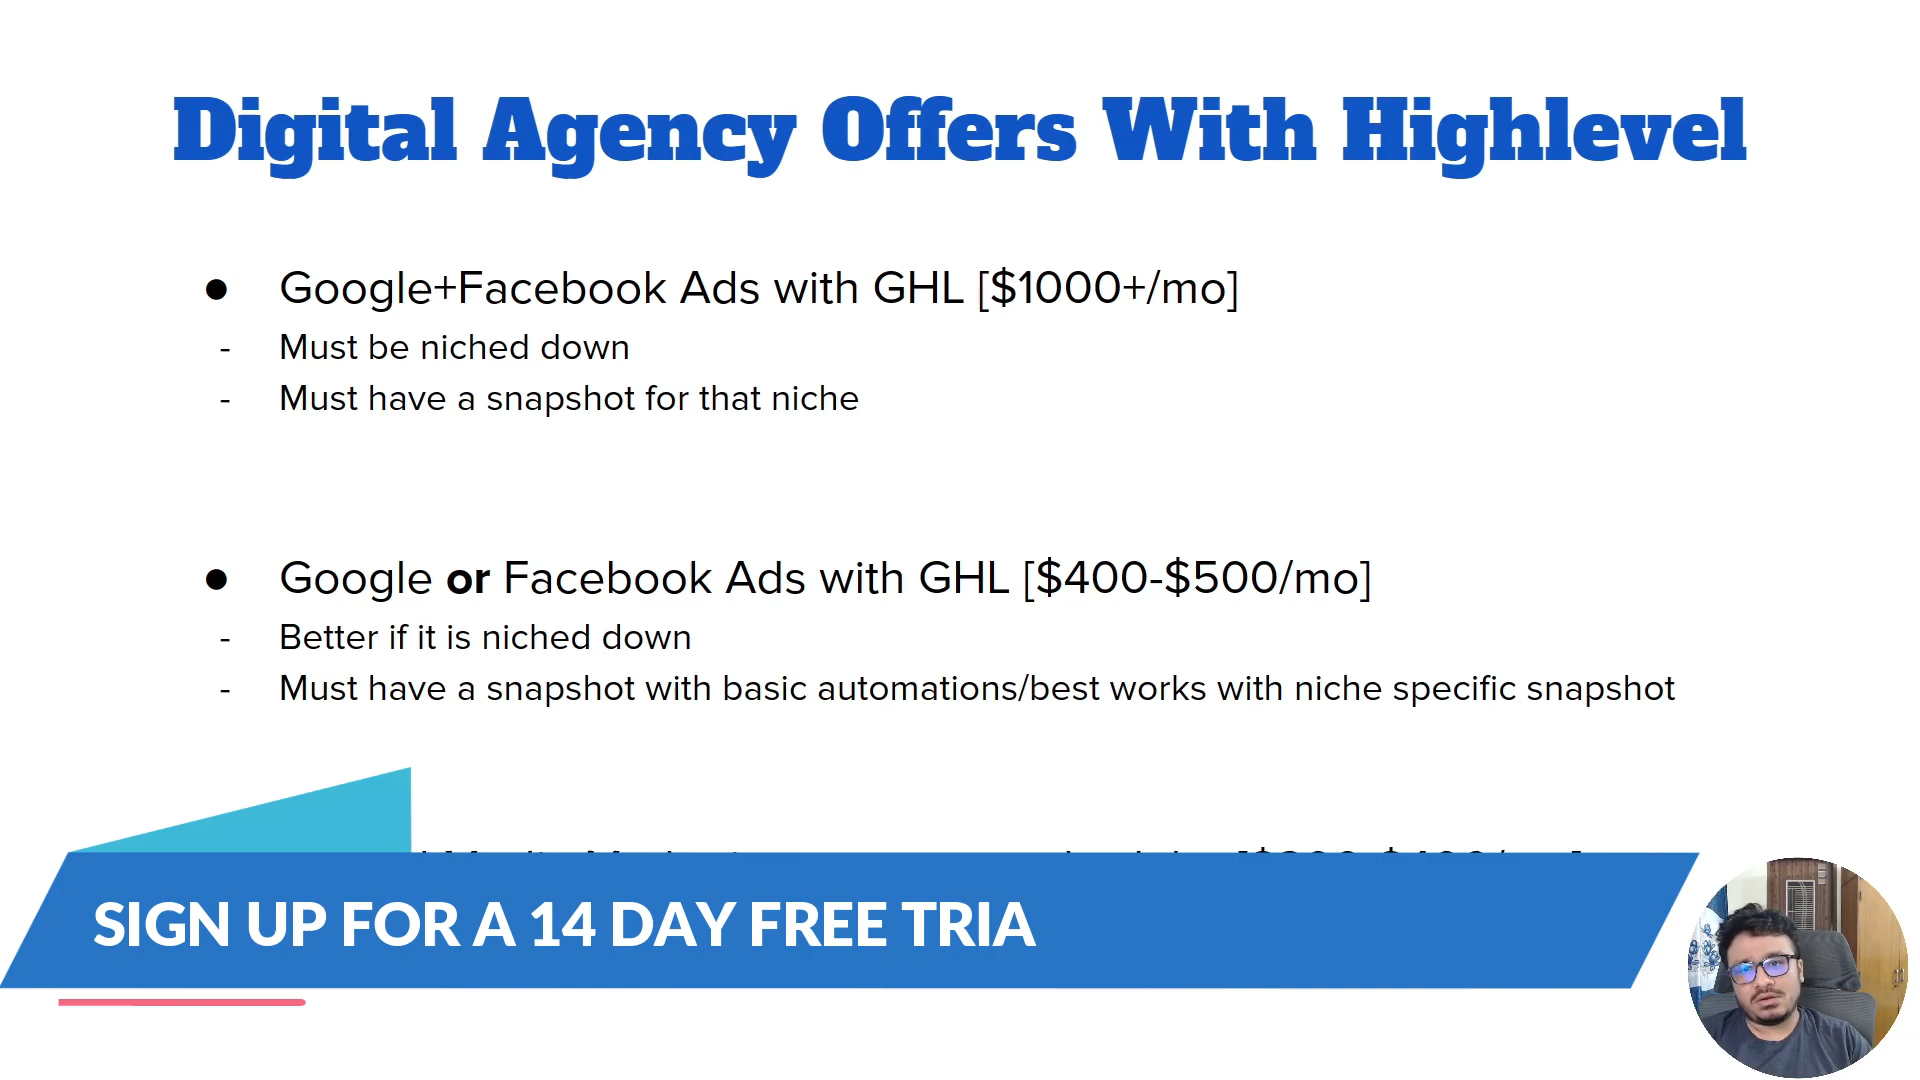 Digital Agency Offers With Highlevel
● Google+Facebook Ads with GHL [$1000+/mo]
- Must be niched down
- Must have a snapshot for that niche
● Google or Facebook Ads with GHL [$400-$500/mo]
- Better if it is niched down
- Must have a snapshot with basic automations/best works with niche specific snapshot
SIGN UP FOR A 14 DAY FREE TRIA